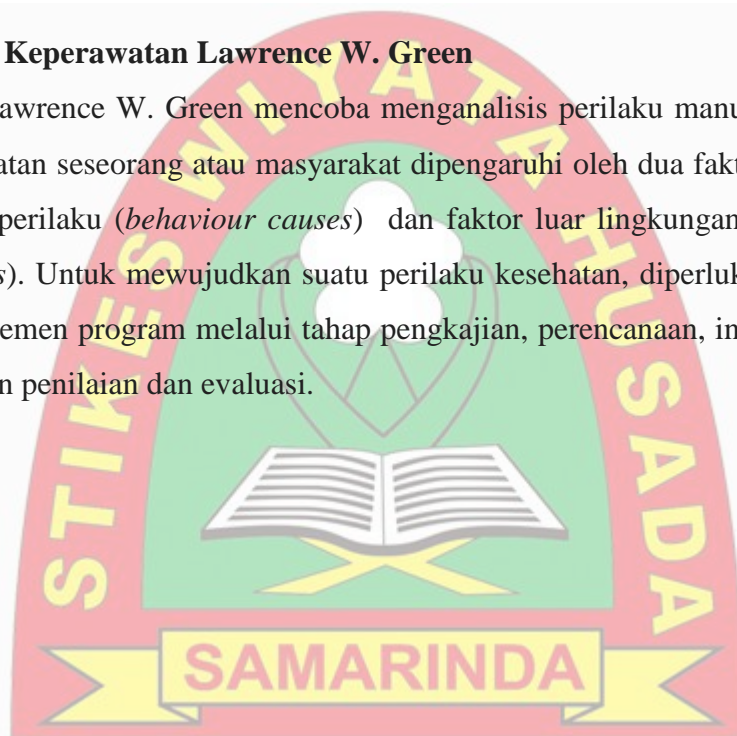 Keperawatan Lawrence W. Green
awrence W. Green mencoba menganalisis perilaku manu
atan seseorang atau masyarakat dipengaruhi oleh dua fakt
perilaku (behaviour causes) dan faktor luar lingkungan
s). Untuk mewujudkan suatu perilaku kesehatan, diperluk
emen program melalui tahap pengkajian, perencanaan, in
n penilaian dan evaluasi.
STIKES WIYATA HUSADA
SAMARINDA